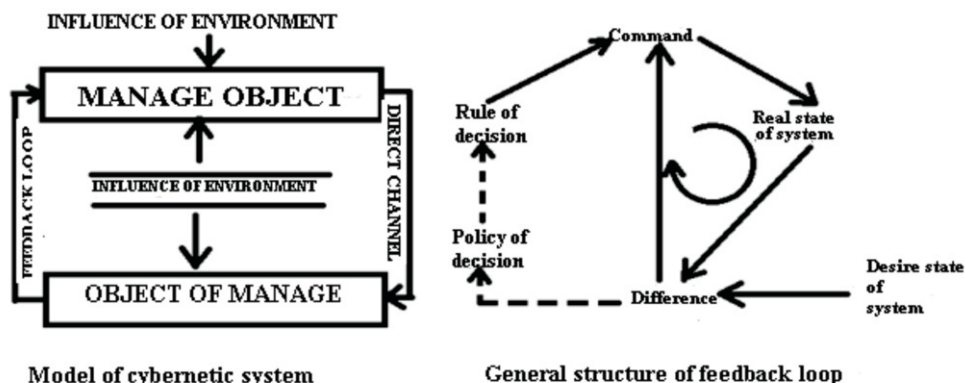 INFLUENCE OF ENVIRONMENT
MANAGE OBJECT
FEEDBACK LOOP
DIRECT CHANNEL
INFLUENCE OF ENVIRONMENT
OBJECT OF MANAGE
Model of cybernetic system
Command
Rule of
decision
Real state
of system
Policy of
decision
Difference
Desire state
of
system
General structure of feedback loop